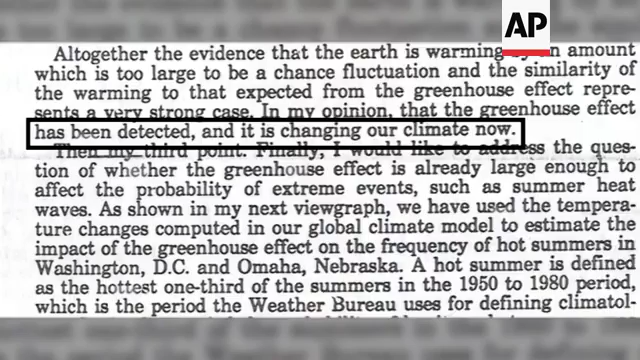 AP
Altogether the evidence that the earth is warming by an amount
which is too large to be a chance fluctuation and the similarity of
the warming to that expected from the greenhouse effect repre-
sents a very strong case. In my opinion, that the greenhouse effect
has been detected, and it is changing our climate now.
Then my third point. Finally, I would like to address the ques-
tion of whether the greenhouse effect is already large enough to
affect the probability of extreme events, such as summer heat
waves. As shown in my next viewgraph, we have used the tempera-
ture changes computed in our global climate model to estimate the
impact of the greenhouse effect on the frequency of hot summers in
Washington, D.C. and Omaha, Nebraska. A hot summer is defined
as the hottest one-third of the summers in the 1950 to 1980 period,
which is the period the Weather Bureau uses for defining climatol-